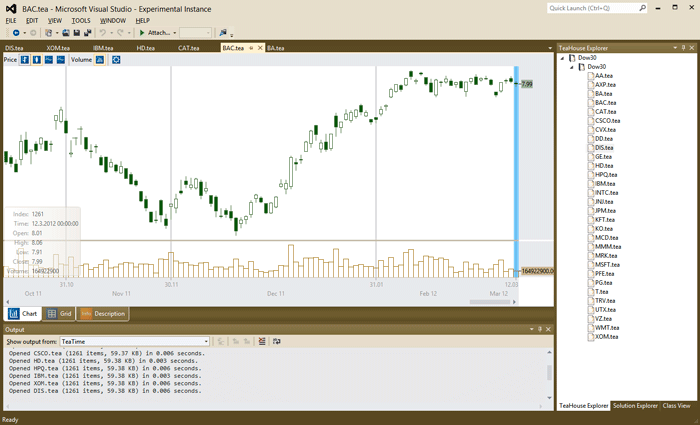 BAC.tea - Microsoft Visual Studio - Experimental Instance
Quick Launch (Ctrl+Q)
FILE EDIT VIEW TOOLS WINDOW HELP
Attach...
DIS.tea XOM.tea IBM.tea HD.tea CAT.tea BAC.tea BA.tea
Price Volume
7.99
Index: 1261
Time: 12.3.2012 00:00:00
Open: 8.01
High: 8.06
Low: 7.91
Close: 7.99
Volume: 164922900
164922900.00
31.10 30.11 31.01 12.03
Oct 11 Nov 11 Dec 11 Feb 12 Mar 12
Chart Grid Description
Output
Show output from: TeaTime
Opened CSCO.tea (1261 items, 59.37 KB) in 0.006 seconds.
Opened HD.tea (1261 items, 59.38 KB) in 0.003 seconds.
Opened HPQ.tea (1261 items, 59.38 KB) in 0.006 seconds.
Opened IBM.tea (1261 items, 59.38 KB) in 0.003 seconds.
Opened XOM.tea (1261 items, 59.38 KB) in 0.006 seconds.
Opened DIS.tea (1261 items, 59.38 KB) in 0.006 seconds.
TeaHouse Explorer
Dow30
Dow30
AA.tea
AXP.tea
BA.tea
BAC.tea
CAT.tea
CSCO.tea
CVX.tea
DD.tea
DIS.tea
GE.tea
HD.tea
HPQ.tea
IBM.tea
INTC.tea
JNJ.tea
JPM.tea
KFT.tea
KO.tea
MCD.tea
MMM.tea
MRK.tea
MSFT.tea
PFE.tea
PG.tea
T.tea
TRV.tea
UTX.tea
VZ.tea
WMT.tea
XOM.tea
TeaHouse Explorer Solution Explorer Class View
Ready